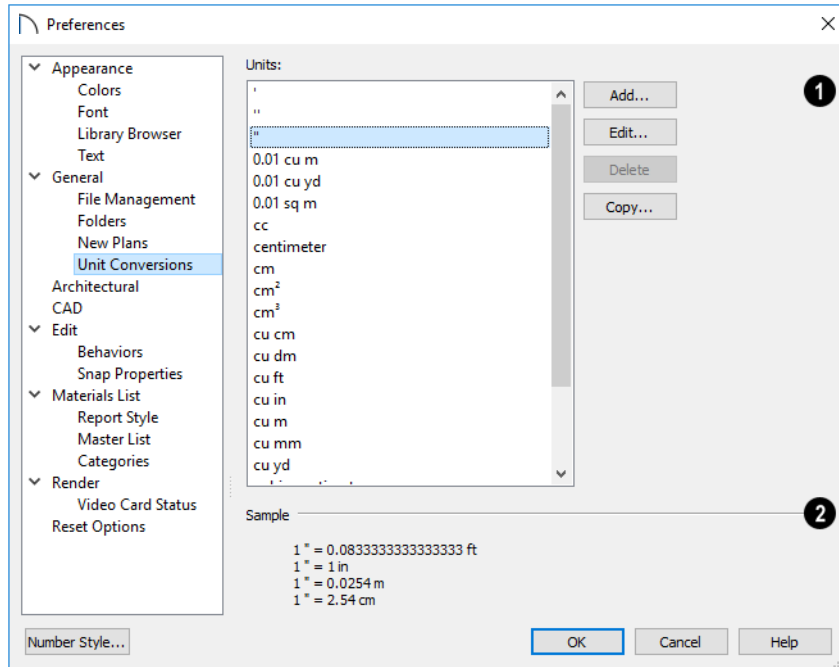 Preferences
Appearance
Colors
Font
Library Browser
Text
General
File Management
Folders
New Plans
Unit Conversions
Architectural
CAD
Edit
Behaviors
Snap Properties
Materials List
Report Style
Master List
Categories
Render
Video Card Status
Reset Options
Number Style...
Units:
'
''
"
0.01 cu m
0.01 cu yd
0.01 sq m
cc
centimeter
cm
cm²
cm³
cu cm
cu dm
cu ft
cu in
cu m
cu mm
cu yd
Add...
Edit...
Delete
Copy...
1
Sample
2
1 " = 0.0833333333333333 ft
1 " = 1 in
1 " = 0.0254 m
1 " = 2.54 cm
OK
Cancel
Help